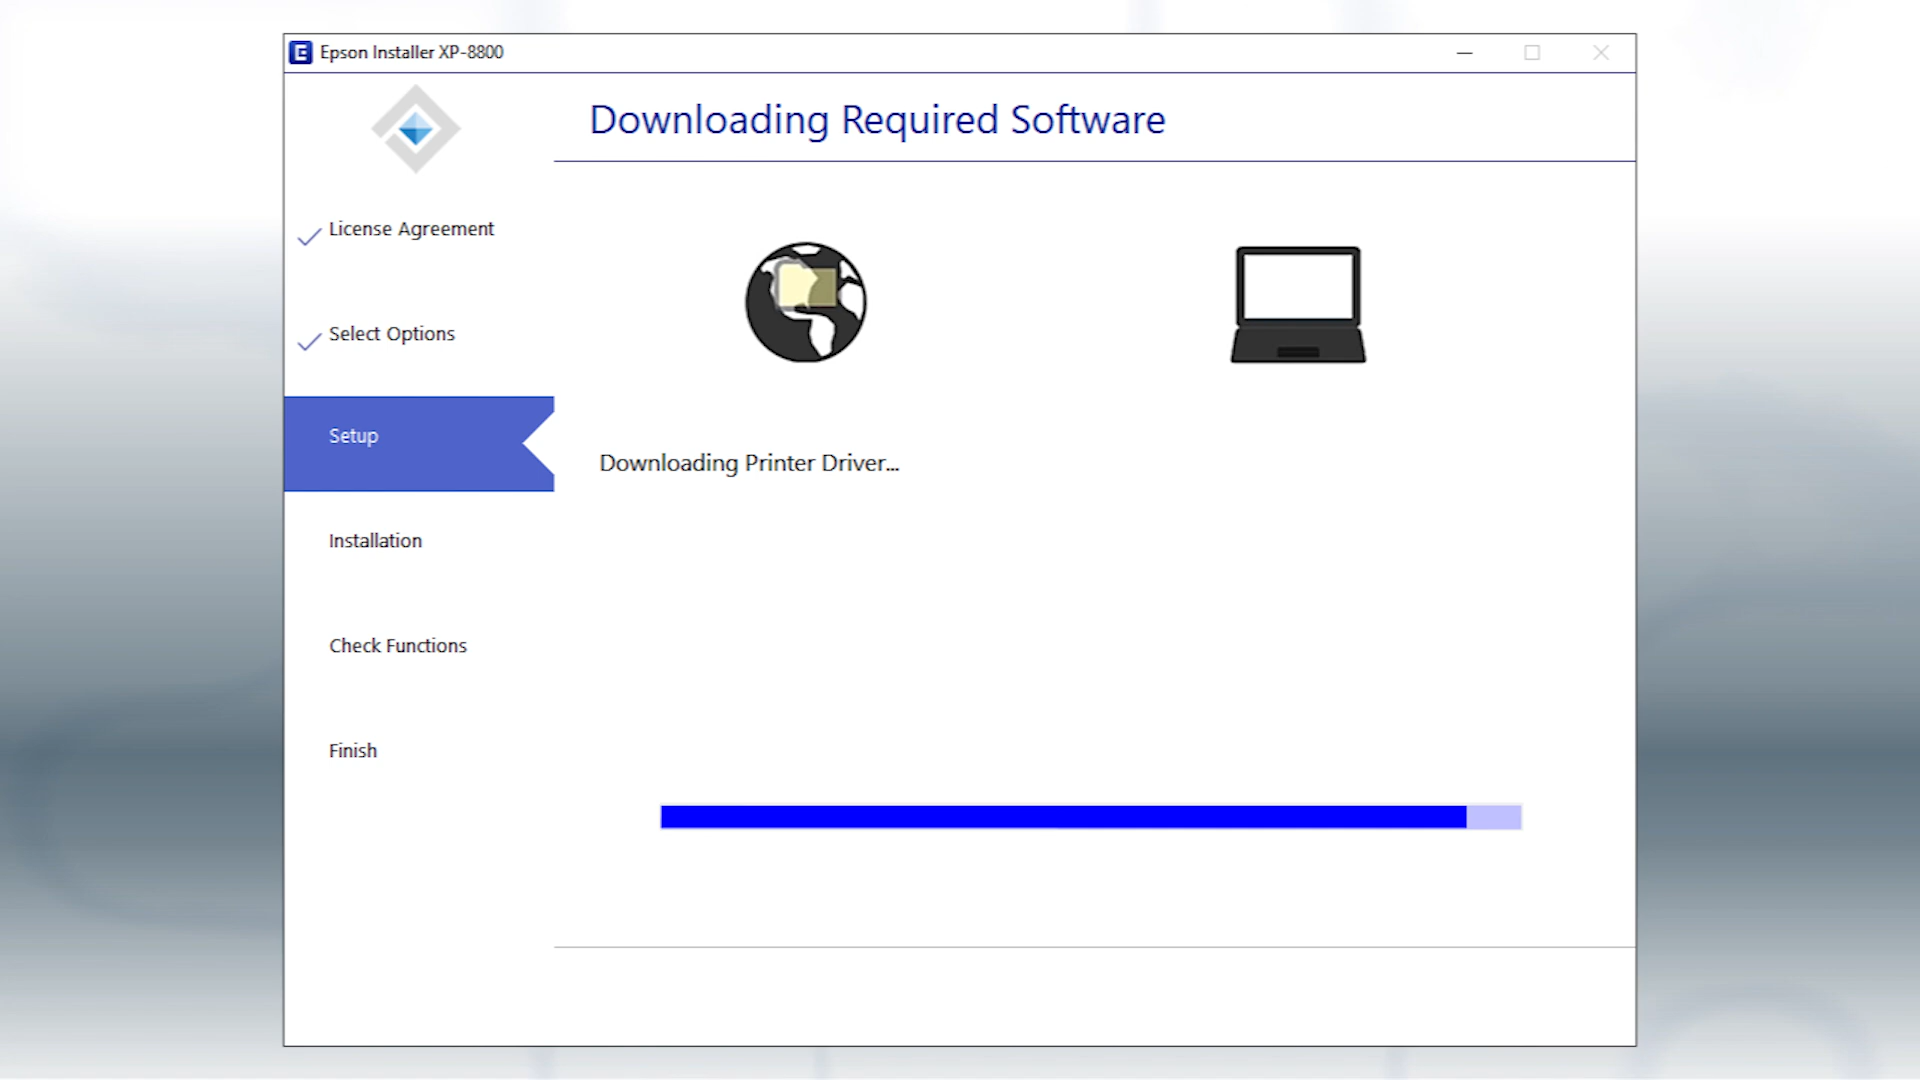 Epson Installer XP-8800
Downloading Required Software
License Agreement
Select Options
Setup
Installation
Check Functions
Finish
Downloading Printer Driver...